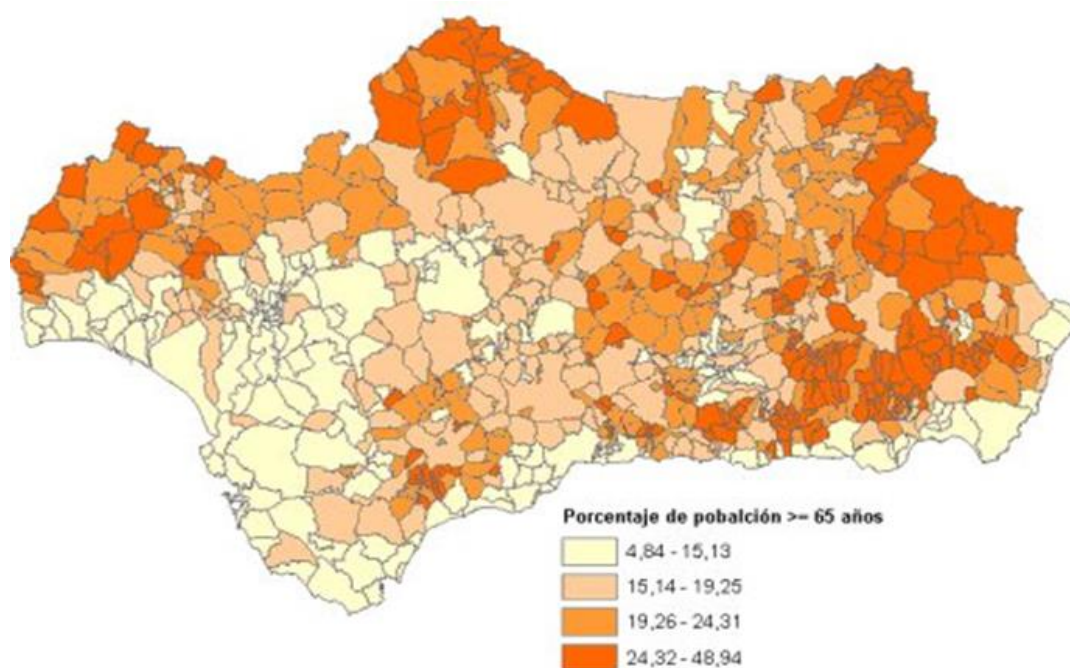 Porcentaje de pobalción >= 65 años
4,84 - 15,13
15,14 - 19,25
19,26 - 24,31
24,32 - 48,94